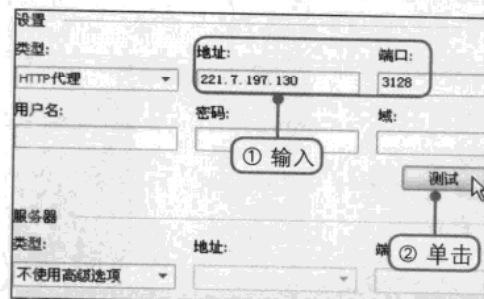 设置
类型: 地址: 端口:
HTTP代理 221.7.197.130 3128
用户名: 密码: 域:
① 输入
测试
服务器
类型: 地址: 端
② 单击
不使用高级选项